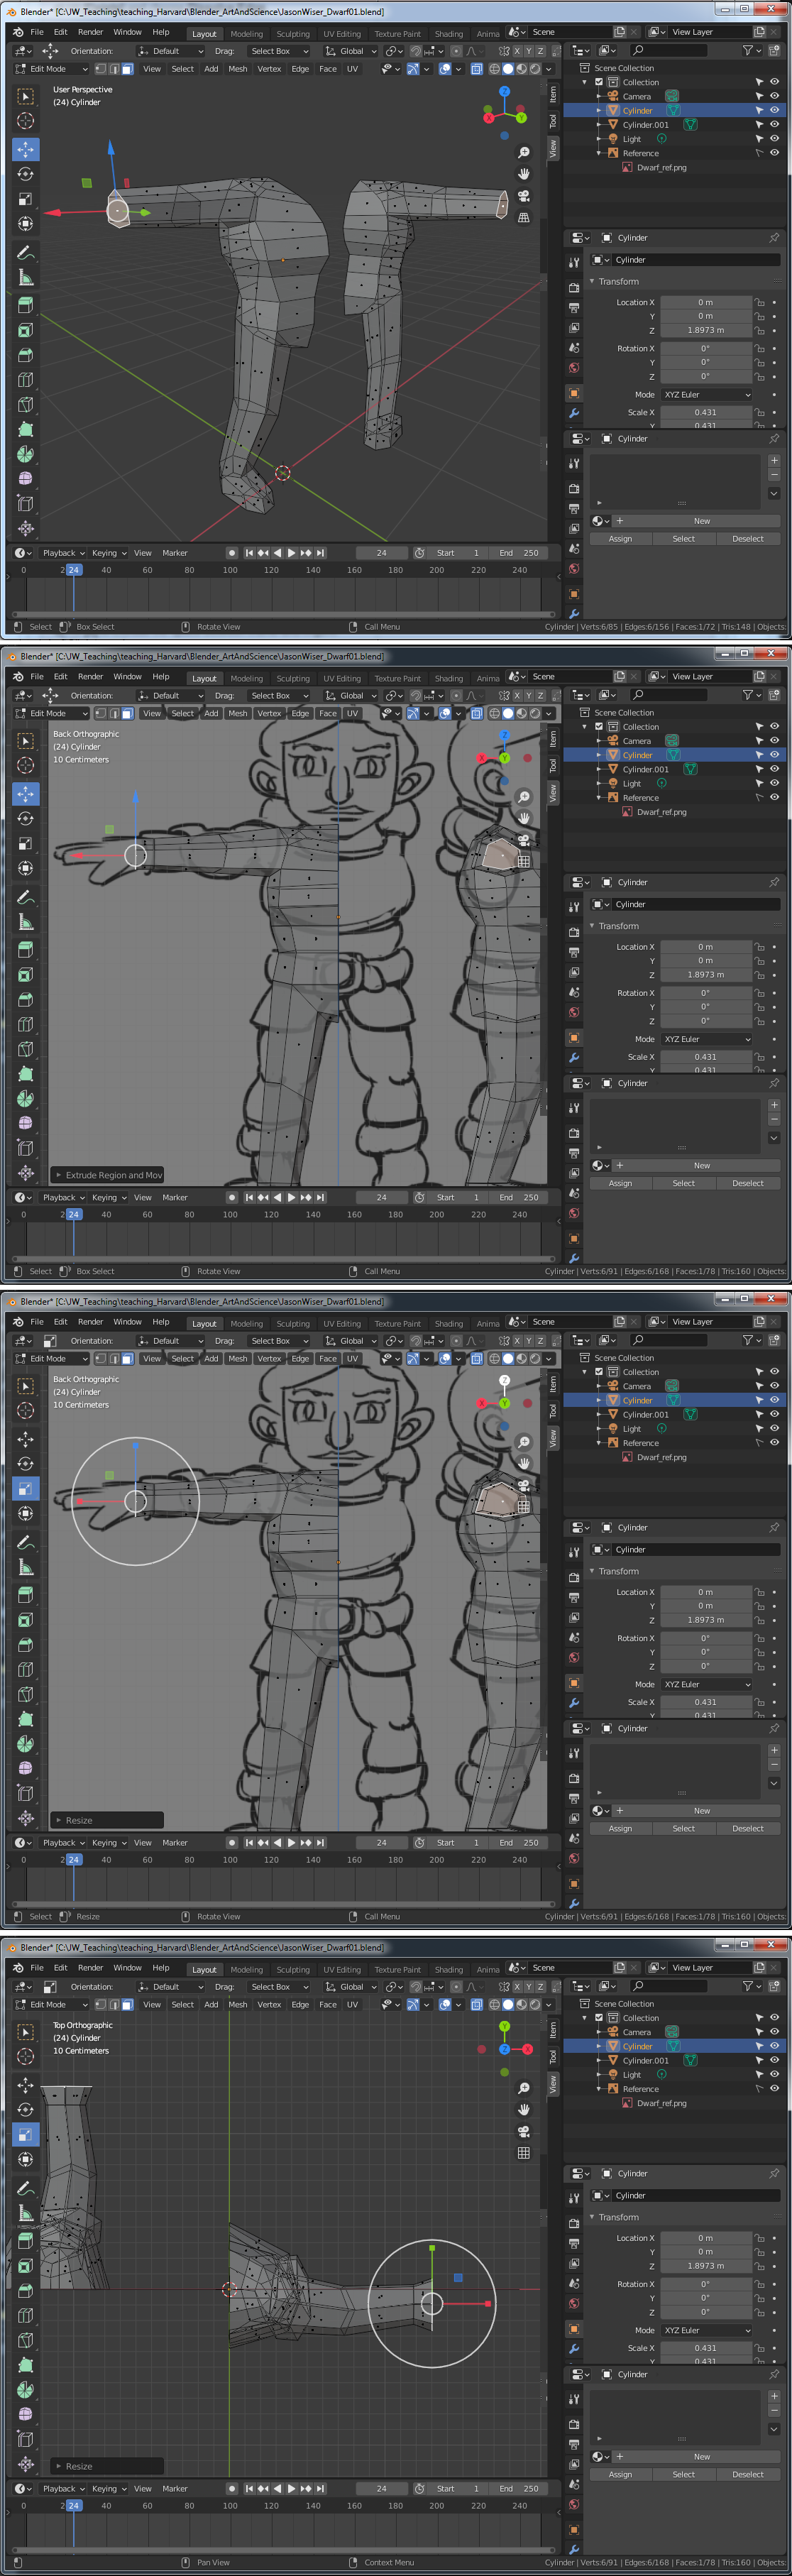 Blender* [C:\JW_Teaching\teaching_Harvard\Blender_ArtAndScience\JasonWiser_Dwarf01.blend]
File Edit Render Window Help Layout Modeling Sculpting UV Editing Texture Paint Shading Anima Scene View Layer
Orientation: Default Drag: Select Box Global X Y Z
Edit Mode View Select Add Mesh Vertex Edge Face UV
User Perspective
(24) Cylinder
Item
Tool
View
Scene Collection
Collection
Camera
Cylinder
Cylinder.001
Light
Reference
Dwarf_ref.png
Cylinder
Cylinder
Transform
Location X 0 m
Y 0 m
Z 1.8973 m
Rotation X 0°
Y 0°
Z 0°
Mode XYZ Euler
Scale X 0.431
Y 0.431
Cylinder
New
Assign Select Deselect
Playback Keying View Marker 24 Start 1 End 250
0 24 40 60 80 100 120 140 160 180 200 220 240
Select Box Select Rotate View Call Menu Cylinder | Verts:6/85 | Edges:6/156 | Faces:1/72 | Tris:148 | Objects:
Blender* [C:\JW_Teaching\teaching_Harvard\Blender_ArtAndScience\JasonWiser_Dwarf01.blend]
File Edit Render Window Help Layout Modeling Sculpting UV Editing Texture Paint Shading Anima Scene View Layer
Orientation: Default Drag: Select Box Global X Y Z
Edit Mode View Select Add Mesh Vertex Edge Face UV
Back Orthographic
(24) Cylinder
10 Centimeters
Item
Tool
View
Scene Collection
Collection
Camera
Cylinder
Cylinder.001
Light
Reference
Dwarf_ref.png
Cylinder
Cylinder
Transform
Location X 0 m
Y 0 m
Z 1.8973 m
Rotation X 0°
Y 0°
Z 0°
Mode XYZ Euler
Scale X 0.431
Y 0.431
Cylinder
Extrude Region and Mov
New
Assign Select Deselect
Playback Keying View Marker 24 Start 1 End 250
0 24 40 60 80 100 120 140 160 180 200 220 240
Select Box Select Rotate View Call Menu Cylinder | Verts:6/91 | Edges:6/168 | Faces:1/78 | Tris:160 | Objects:
Blender* [C:\JW_Teaching\teaching_Harvard\Blender_ArtAndScience\JasonWiser_Dwarf01.blend]
File Edit Render Window Help Layout Modeling Sculpting UV Editing Texture Paint Shading Anima Scene View Layer
Orientation: Default Drag: Select Box Global X Y Z
Edit Mode View Select Add Mesh Vertex Edge Face UV
Back Orthographic
(24) Cylinder
10 Centimeters
Item
Tool
View
Scene Collection
Collection
Camera
Cylinder
Cylinder.001
Light
Reference
Dwarf_ref.png
Cylinder
Cylinder
Transform
Location X 0 m
Y 0 m
Z 1.8973 m
Rotation X 0°
Y 0°
Z 0°
Mode XYZ Euler
Scale X 0.431
Y 0.431
Cylinder
Resize
New
Assign Select Deselect
Playback Keying View Marker 24 Start 1 End 250
0 24 40 60 80 100 120 140 160 180 200 220 240
Select Resize Rotate View Call Menu Cylinder | Verts:6/91 | Edges:6/168 | Faces:1/78 | Tris:160 | Objects:
Blender* [C:\JW_Teaching\teaching_Harvard\Blender_ArtAndScience\JasonWiser_Dwarf01.blend]
File Edit Render Window Help Layout Modeling Sculpting UV Editing Texture Paint Shading Anima Scene View Layer
Orientation: Default Drag: Select Box Global X Y Z
Edit Mode View Select Add Mesh Vertex Edge Face UV
Top Orthographic
(24) Cylinder
10 Centimeters
Item
Tool
View
Scene Collection
Collection
Camera
Cylinder
Cylinder.001
Light
Reference
Dwarf_ref.png
Cylinder
Cylinder
Transform
Location X 0 m
Y 0 m
Z 1.8973 m
Rotation X 0°
Y 0°
Z 0°
Mode XYZ Euler
Scale X 0.431
Y 0.431
Cylinder
Resize
New
Assign Select Deselect
Playback Keying View Marker 24 Start 1 End 250
0 24 40 60 80 100 120 140 160 180 200 220 240
Pan View Context Menu Cylinder | Verts:6/91 | Edges:6/168 | Faces:1/78 | Tris:160 | Objects: